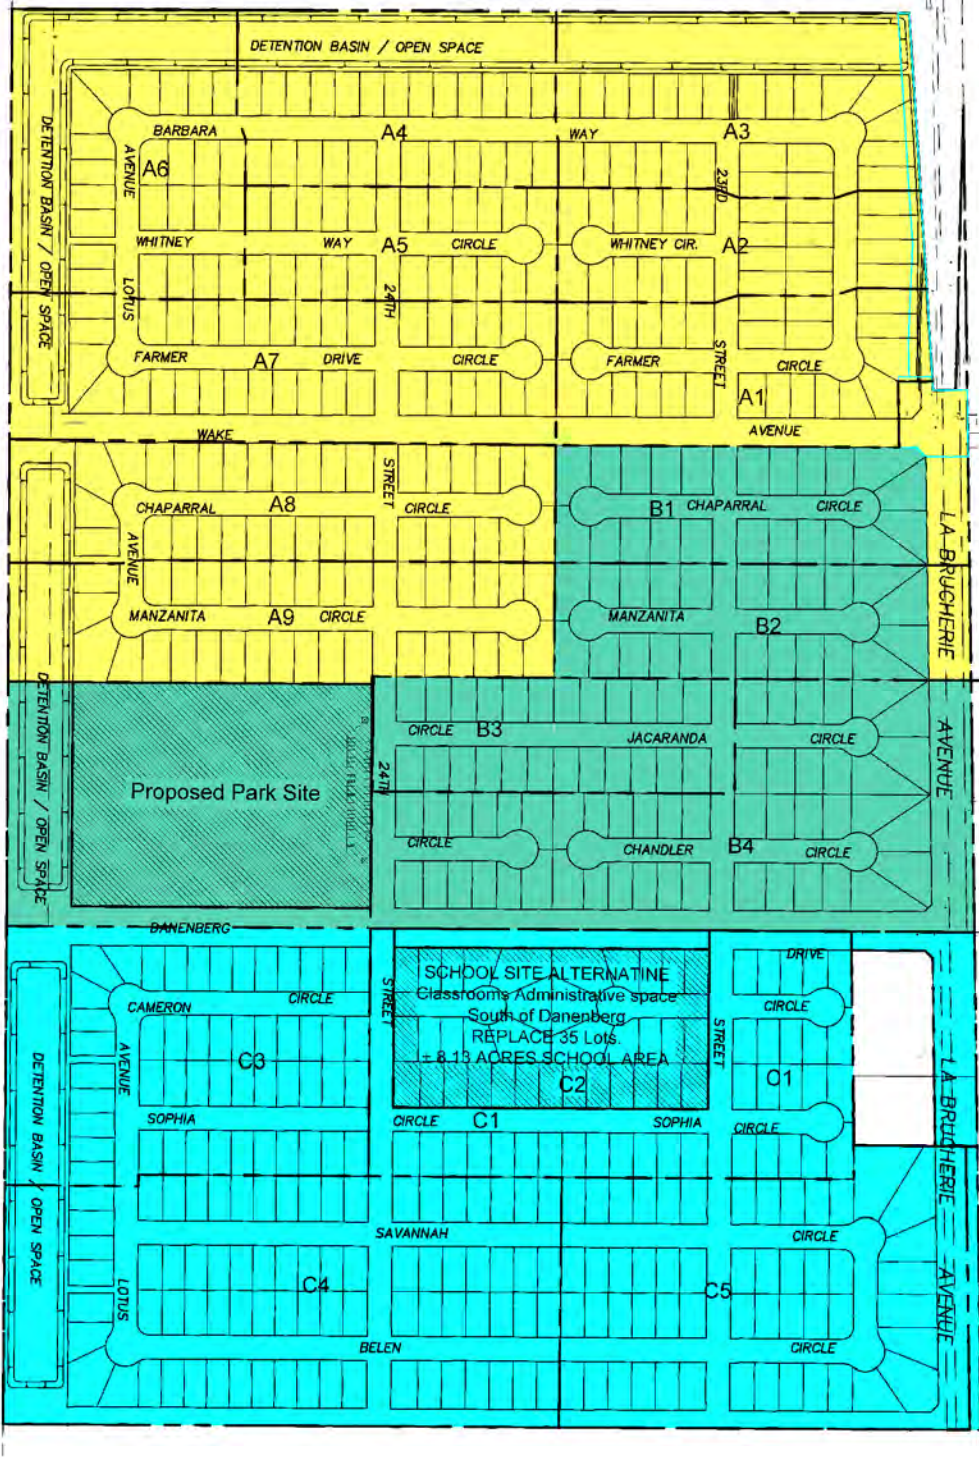 DETENTION BASIN / OPEN SPACE
DETENTION BASIN / OPEN SPACE
BARBARA
A4
WAY
A3
AVENUE
A6
23RD
WHITNEY
WAY
A5
CIRCLE
WHITNEY CIR.
A2
LOTUS
24TH
FARMER
A7
DRIVE
CIRCLE
FARMER
STREET
CIRCLE
A1
WAKE
AVENUE
STREET
CHAPARRAL
A8
CIRCLE
B1
CHAPARRAL
CIRCLE
AVENUE
LA BRUCHERIE
MANZANITA
A9
CIRCLE
MANZANITA
B2
DETENTION BASIN / OPEN SPACE
CIRCLE
B3
JACARANDA
CIRCLE
AVENUE
Proposed Park Site
24TH
CIRCLE
CHANDLER
B4
CIRCLE
DANENBERG
DRIVE
SCHOOL SITE ALTERNATINE
Classrooms Administrative space
South of Danenberg
REPLACE 35 Lots.
± 8.13 ACRES SCHOOL AREA
C2
CAMERON
CIRCLE
STREET
STREET
CIRCLE
AVENUE
C3
C1
DETENTION BASIN / OPEN SPACE
LA BRUCHERIE
SOPHIA
CIRCLE
C1
SOPHIA
CIRCLE
SAVANNAH
CIRCLE
LOTUS
C4
C5
AVENUE
BELEN
CIRCLE